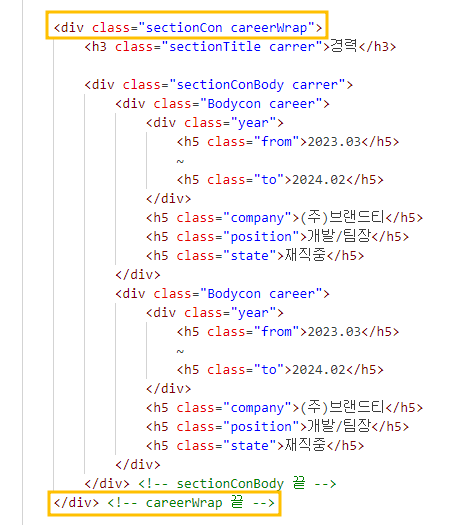 <div class="sectionCon careerWrap">
<h3 class="sectionTitle carrer">경력</h3>
<div class="sectionConBody carrer">
<div class="Bodycon career">
<div class="year">
<h5 class="from">2023.03</h5>
~
<h5 class="to">2024.02</h5>
</div>
<h5 class="company">(주)브랜드티</h5>
<h5 class="position">개발/팀장</h5>
<h5 class="state">재직중</h5>
</div>
<div class="Bodycon career">
<div class="year">
<h5 class="from">2023.03</h5>
~
<h5 class="to">2024.02</h5>
</div>
<h5 class="company">(주)브랜드티</h5>
<h5 class="position">개발/팀장</h5>
<h5 class="state">재직중</h5>
</div>
</div> <!-- sectionConBody 끝 -->
</div> <!-- careerWrap 끝 -->